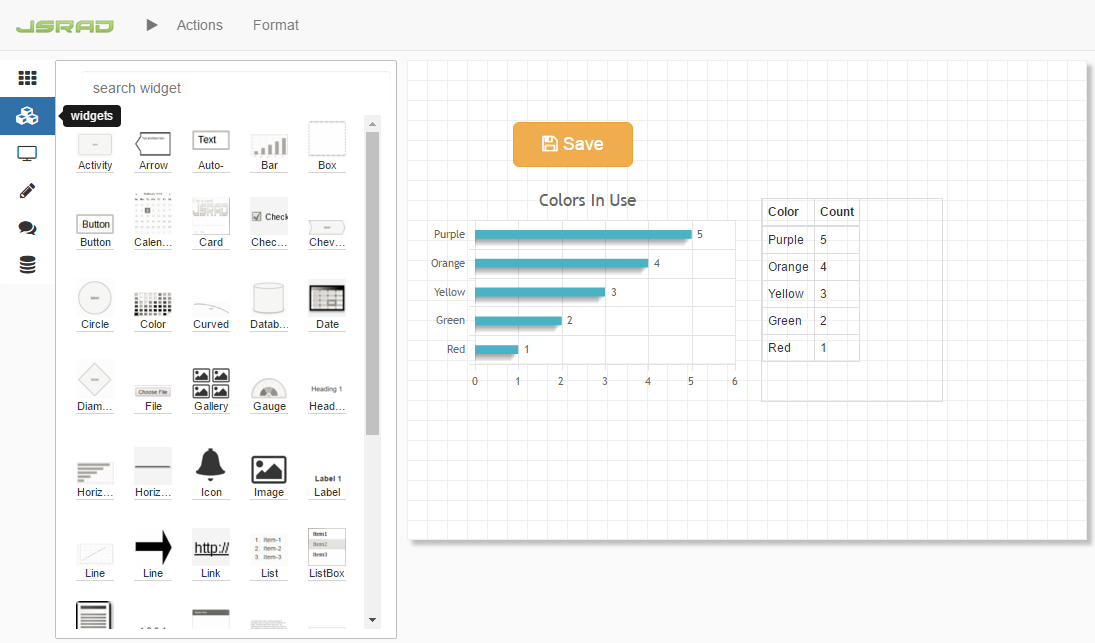 JSRAD Actions Format
search widget
widgets
Text
Activity Arrow Auto- Bar Box
Button Check
Button Calen... Card Chec... Chev...
Circle Color Curved Datab... Date
Choose File Heading 1
Diam... File Gallery Gauge Head...
Label 1
Horiz... Horiz... Icon Image Label
http://
1. Item-1
2. Item-2
3. Item-3
Item1
Item2
Item3
Line Line Link List ListBox
Save
Colors In Use
Purple 5
Orange 4
Yellow 3
Green 2
Red 1
0 1 2 3 4 5 6
Color Count
Purple 5
Orange 4
Yellow 3
Green 2
Red 1